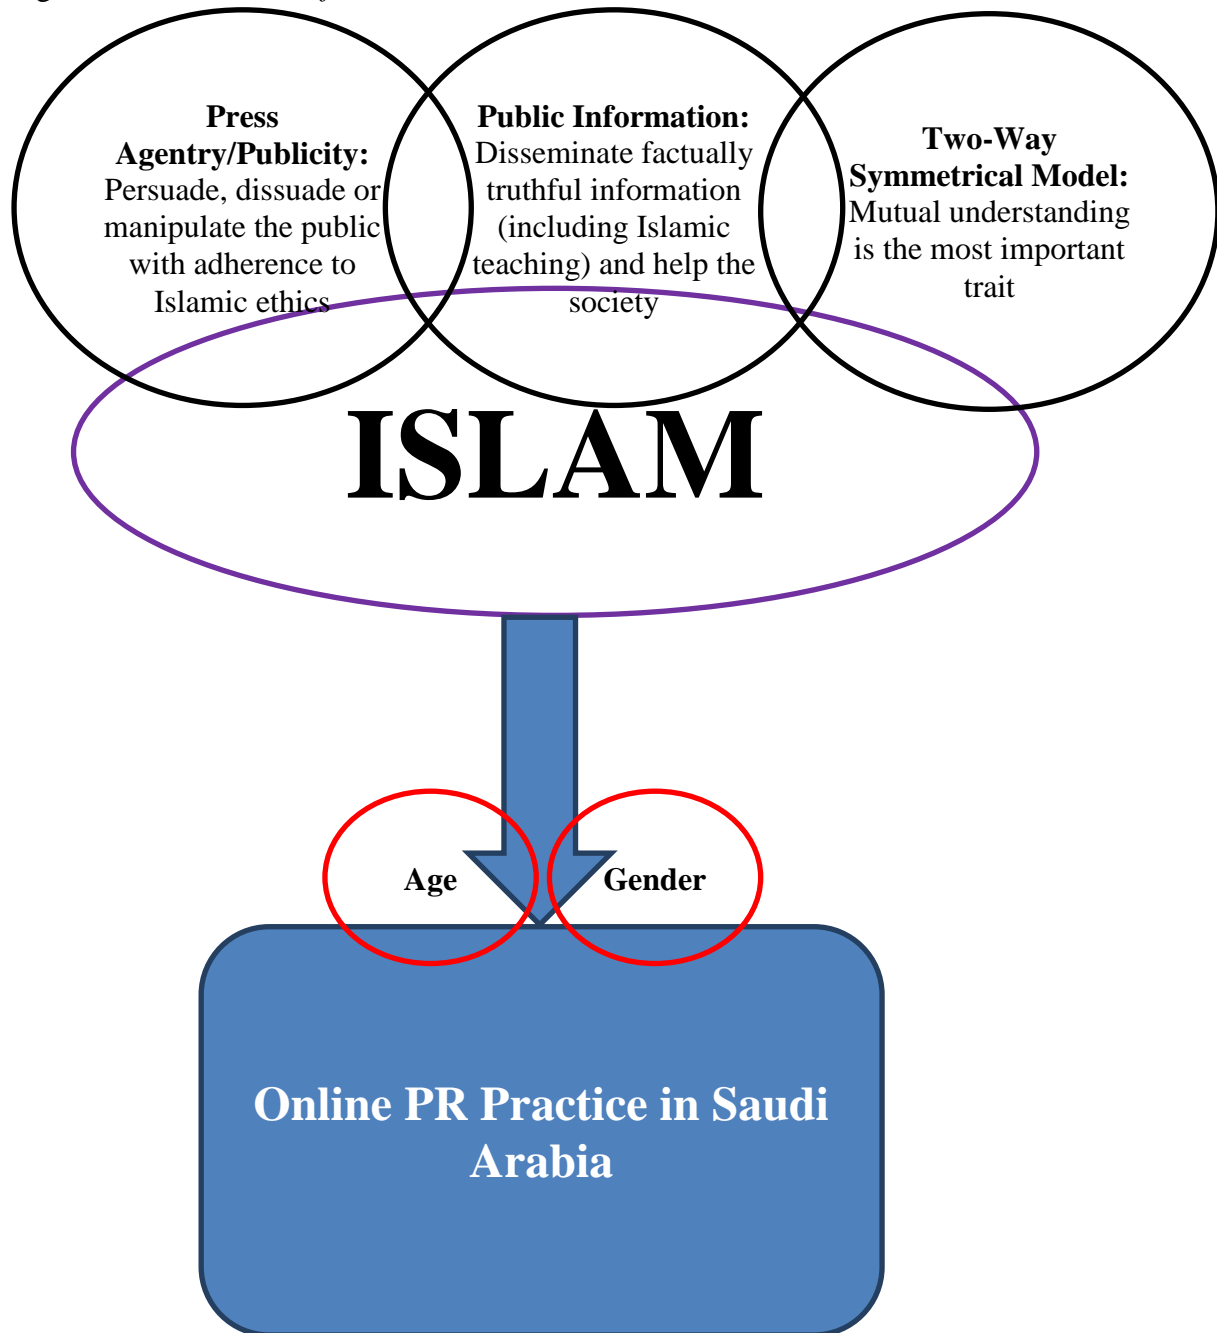 Press
Agentry/Publicity:
Persuade, dissuade or
manipulate the public
with adherence to
Islamic ethics
Public Information:
Disseminate factually
truthful information
(including Islamic
teaching) and help the
society
Two-Way
Symmetrical Model:
Mutual understanding
is the most important
trait
ISLAM
Age
Gender
Online PR Practice in Saudi
Arabia